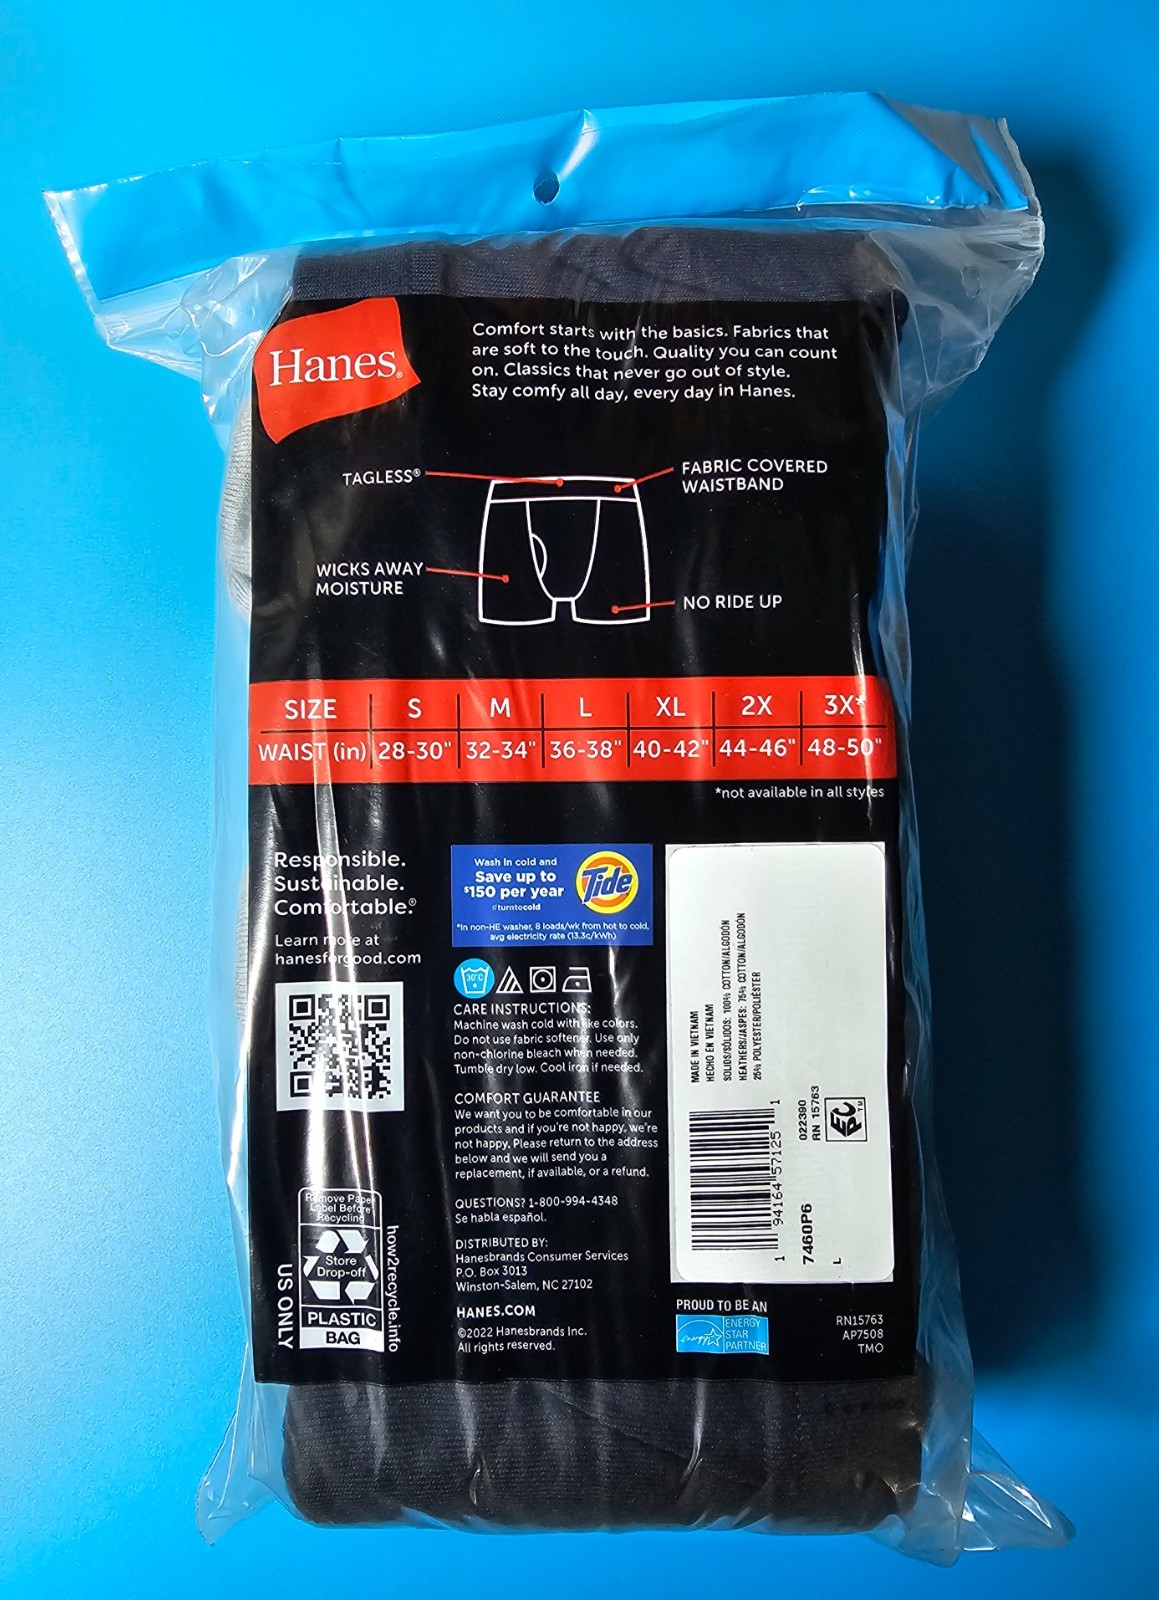 Hanes®
Comfort starts with the basics. Fabrics that
are soft to the touch. Quality you can count
on. Classics that never go out of style.
Stay comfy all day, every day in Hanes.
TAGLESS®
FABRIC COVERED
WAISTBAND
WICKS AWAY
MOISTURE
NO RIDE UP
SIZE S M L XL 2X 3X*
WAIST (in) 28-30" 32-34" 36-38" 40-42" 44-46" 48-50"
*not available in all styles
Responsible.
Sustainable.
Comfortable.®
Learn more at
hanesforgood.com
Wash In cold and
Save up to
$150 per year
#turntocold
Tide
*In non-HE washer, 8 loads/wk from hot to cold,
avg electricity rate (13.3c/kWh)
30°C
CARE INSTRUCTIONS:
Machine wash cold with like colors.
Do not use fabric softener. Use only
non-chlorine bleach when needed.
Tumble dry low. Cool iron if needed.
COMFORT GUARANTEE
We want you to be comfortable in our
products and if you're not happy, we're
not happy. Please return to the address
below and we will send you a
replacement, if available, or a refund.
QUESTIONS? 1-800-994-4348
Se habla español.
DISTRIBUTED BY:
Hanesbrands Consumer Services
P.O. Box 3013
Winston-Salem, NC 27102
HANES.COM
©2022 Hanesbrands Inc.
All rights reserved.
US ONLY
Remove Paper
Label Before
Recycling
Store
Drop-off
PLASTIC
BAG
how2recycle.info
MADE IN VIETNAM
HECHO EN VIETNAM
SOLIDS/SÓLIDOS: 100% COTTON/ALGODÓN
HEATHERS/JASPES: 75% COTTON/ALGODÓN
25% POLYESTER/POLIÉSTER
1 94164 57125 1
022390
RN 15763
EPC™
7460P6
L
PROUD TO BE AN
energy
ENERGY
STAR
PARTNER
RN15763
AP7508
TMO